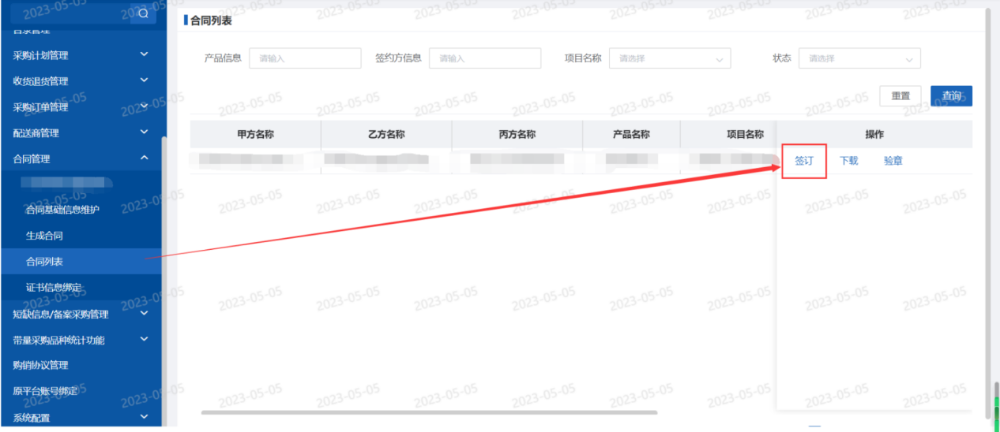 合同列表
采购计划管理
收货退货管理
采购订单管理
配送商管理
合同管理
合同基础信息维护
生成合同
合同列表
证书信息绑定
短缺信息/备案采购管理
带量采购品种统计功能
购销协议管理
原平台账号绑定
系统配置
产品信息 请输入 签约方信息 请输入 项目名称 请选择 状态 请选择
重置 查询
甲方名称 乙方名称 丙方名称 产品名称 项目名称 操作
签订 下载 验章
2023-05-05